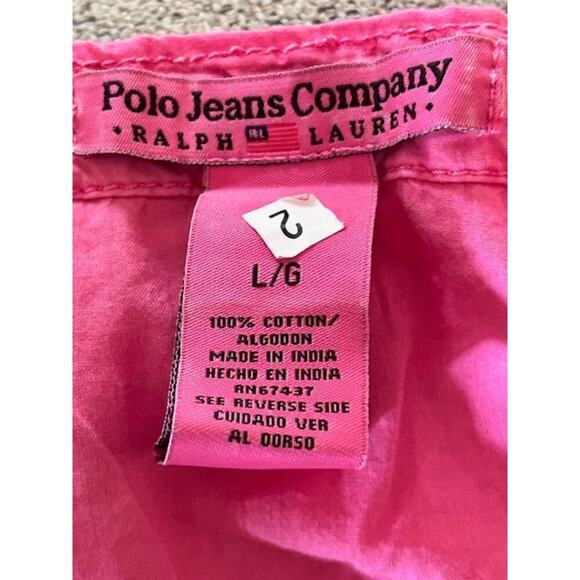 Polo Jeans Company
• RALPH RL LAUREN •
2
L/G
100% COTTON/
ALGODON
MADE IN INDIA
HECHO EN INDIA
RN67437
SEE REVERSE SIDE
CUIDADO VER
AL DORSO